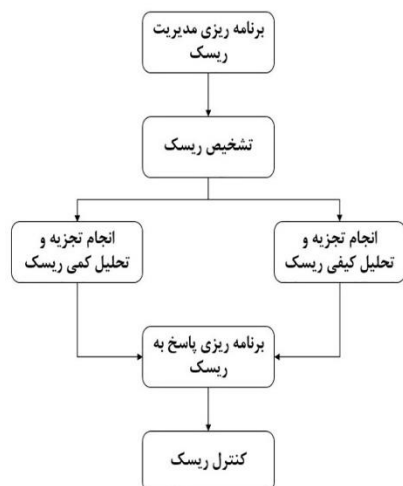 برنامه ریزی مدیریت
ریسک
تشخیص ریسک
انجام تجزیه و
تحلیل کیفی ریسک
انجام تجزیه و
تحلیل کمی ریسک
برنامه ریزی پاسخ به
ریسک
کنترل ریسک